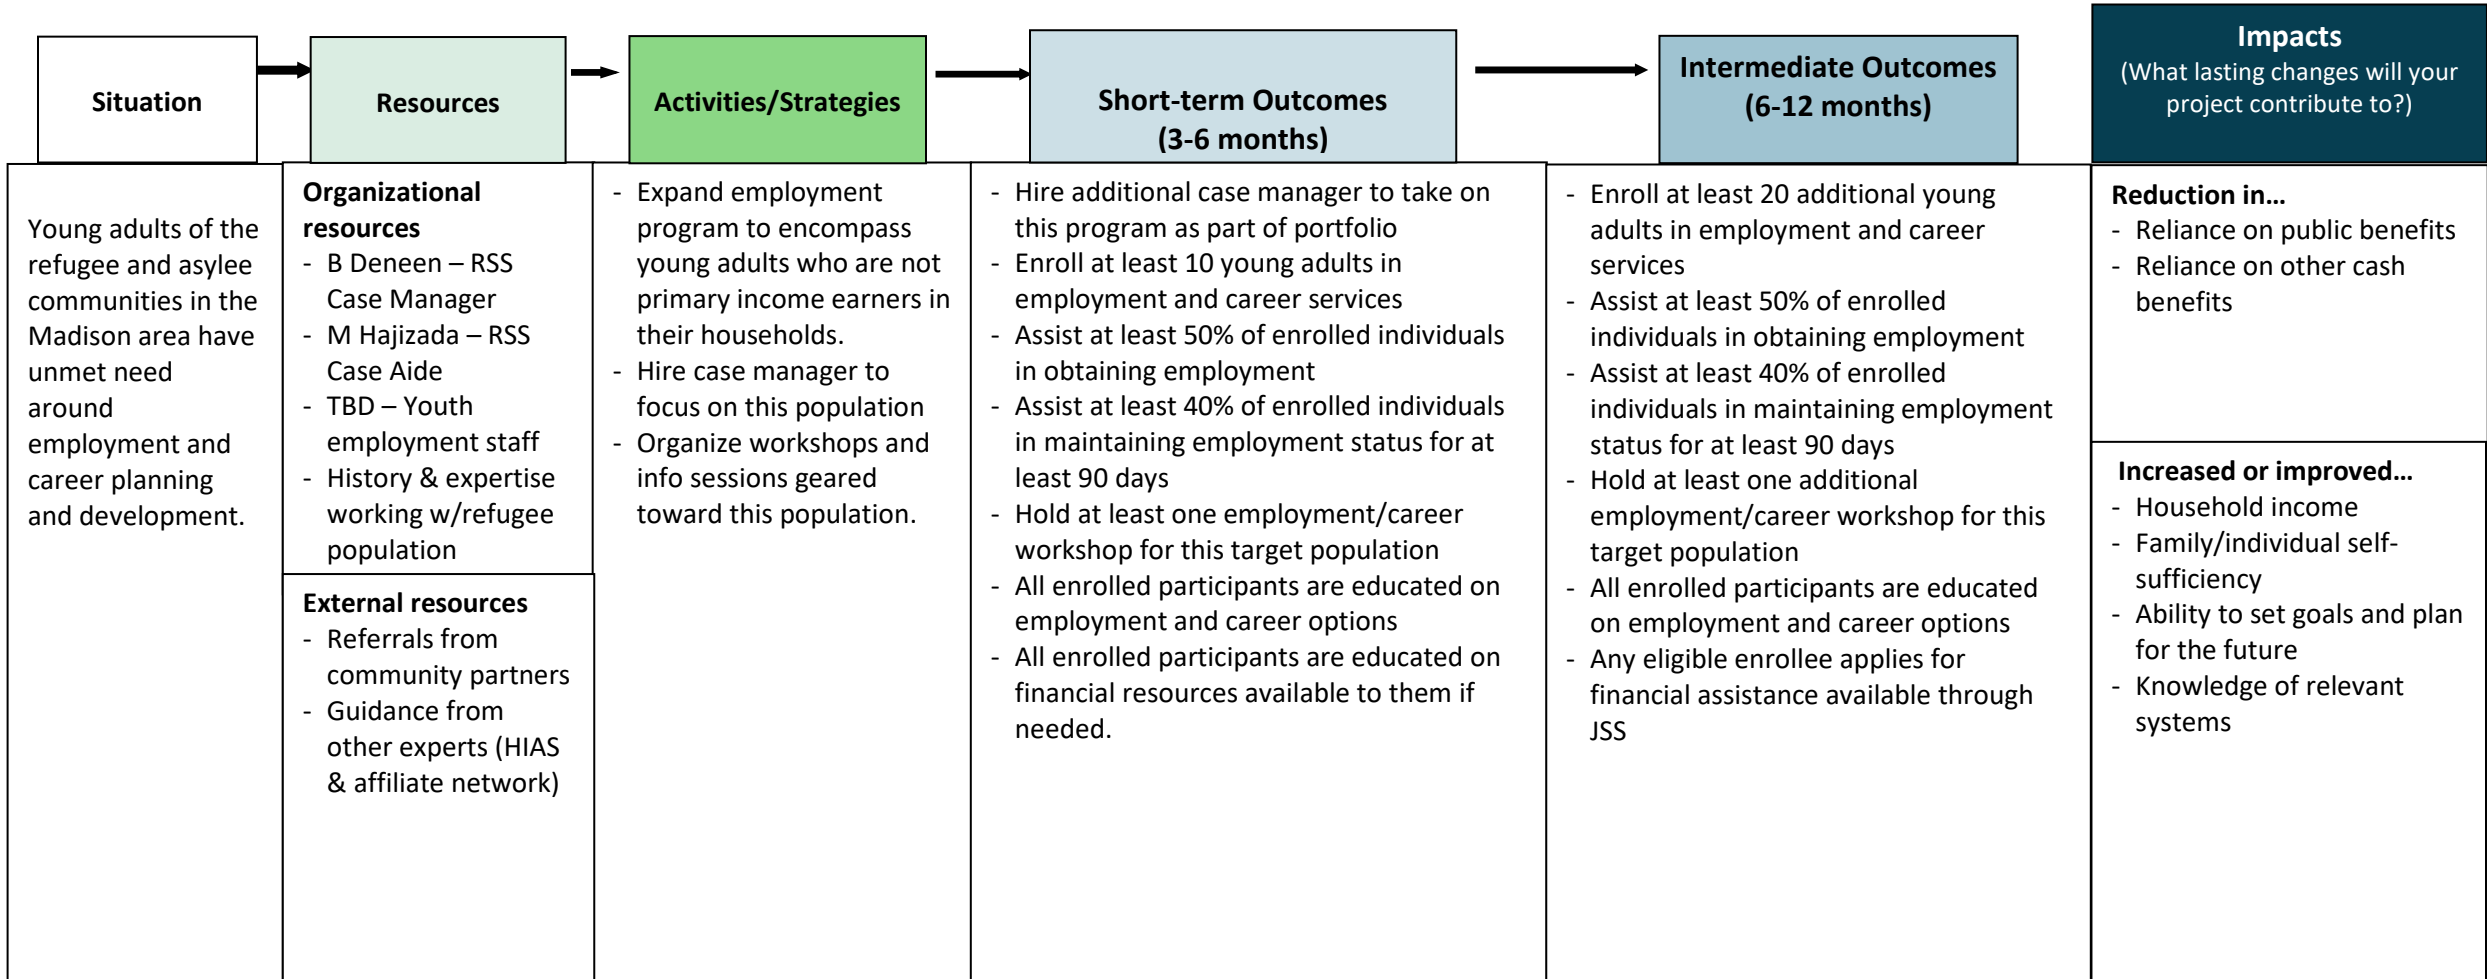 Situation
Resources
Activities/Strategies
Short-term Outcomes
(3-6 months)
Intermediate Outcomes
(6-12 months)
Impacts
(What lasting changes will your
project contribute to?)
Young adults of the
refugee and asylee
communities in the
Madison area have
unmet need
around
employment and
career planning
and development.
Organizational
resources
- B Deneen – RSS
Case Manager
- M Hajizada – RSS
Case Aide
- TBD – Youth
employment staff
- History & expertise
working w/refugee
population
External resources
- Referrals from
community partners
- Guidance from
other experts (HIAS
& affiliate network)
- Expand employment
program to encompass
young adults who are not
primary income earners in
their households.
- Hire case manager to
focus on this population
- Organize workshops and
info sessions geared
toward this population.
- Hire additional case manager to take on
this program as part of portfolio
- Enroll at least 10 young adults in
employment and career services
- Assist at least 50% of enrolled individuals
in obtaining employment
- Assist at least 40% of enrolled individuals
in maintaining employment status for at
least 90 days
- Hold at least one employment/career
workshop for this target population
- All enrolled participants are educated on
employment and career options
- All enrolled participants are educated on
financial resources available to them if
needed.
- Enroll at least 20 additional young
adults in employment and career
services
- Assist at least 50% of enrolled
individuals in obtaining employment
- Assist at least 40% of enrolled
individuals in maintaining employment
status for at least 90 days
- Hold at least one additional
employment/career workshop for this
target population
- All enrolled participants are educated
on employment and career options
- Any eligible enrollee applies for
financial assistance available through
JSS
Reduction in…
- Reliance on public benefits
- Reliance on other cash
benefits
Increased or improved…
- Household income
- Family/individual self-
sufficiency
- Ability to set goals and plan
for the future
- Knowledge of relevant
systems